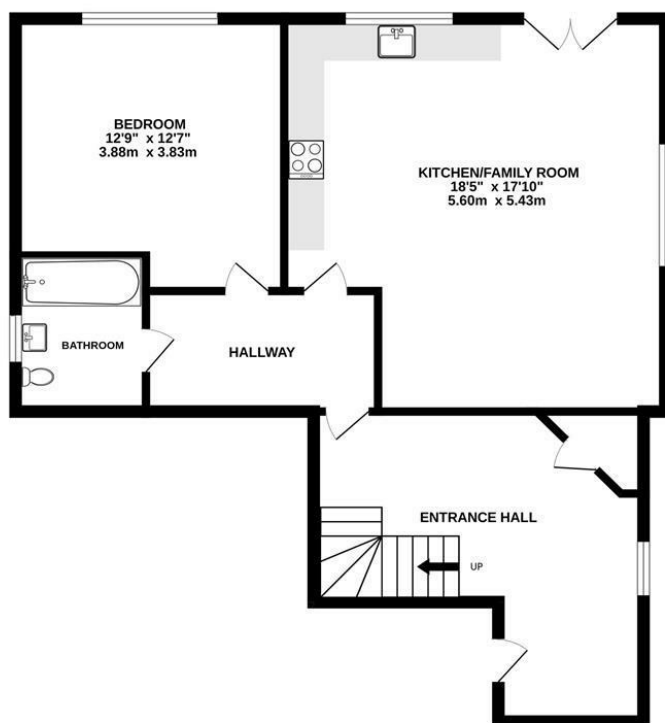 BEDROOM
12'9" x 12'7"
3.88m x 3.83m
KITCHEN/FAMILY ROOM
18'5" x 17'10"
5.60m x 5.43m
BATHROOM
HALLWAY
ENTRANCE HALL
UP